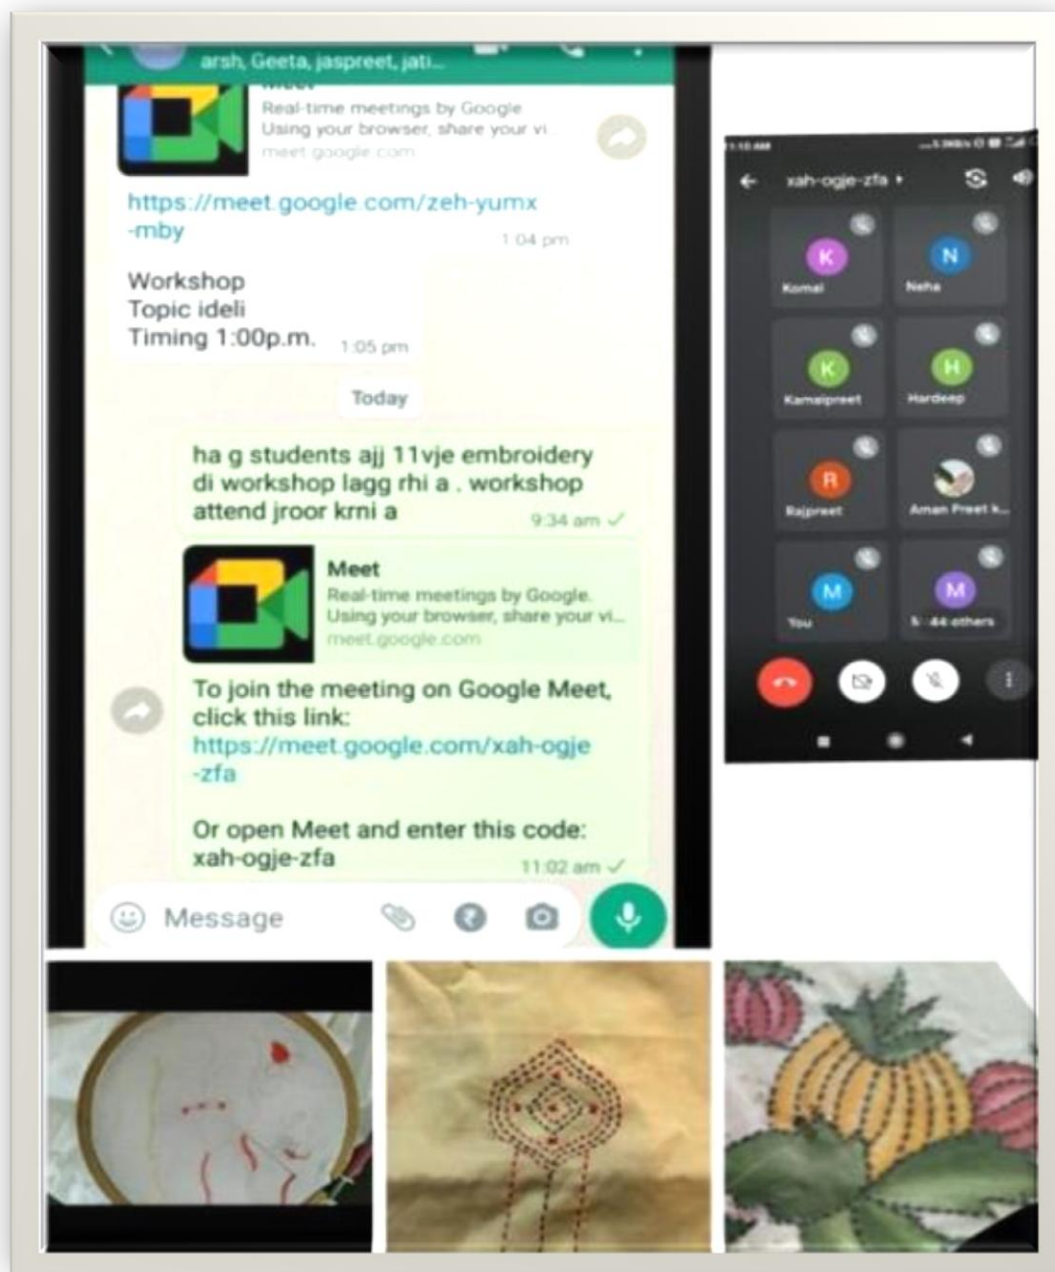 arsh, Geeta, jaspreet, jati...
Meet
Real-time meetings by Google
Using your browser, share your vi...
meet.google.com
https://meet.google.com/zeh-yumx
-mby
1:04 pm
Workshop
Topic ideli
Timing 1:00p.m.
1:05 pm
Today
ha g students ajj 11vje embroidery
di workshop lagg rhi a . workshop
attend jroor krni a
9:34 am
Meet
Real-time meetings by Google.
Using your browser, share your vi...
meet.google.com
To join the meeting on Google Meet,
click this link:
https://meet.google.com/xah-ogje
-zfa
Or open Meet and enter this code:
xah-ogje-zfa
11:02 am
Message
11:10 AM
xah-ogje-zfa
K
Komal
N
Neha
K
Kamalpreet
H
Hardeep
R
Rajpreet
Aman Preet k...
M
You
M
44 others